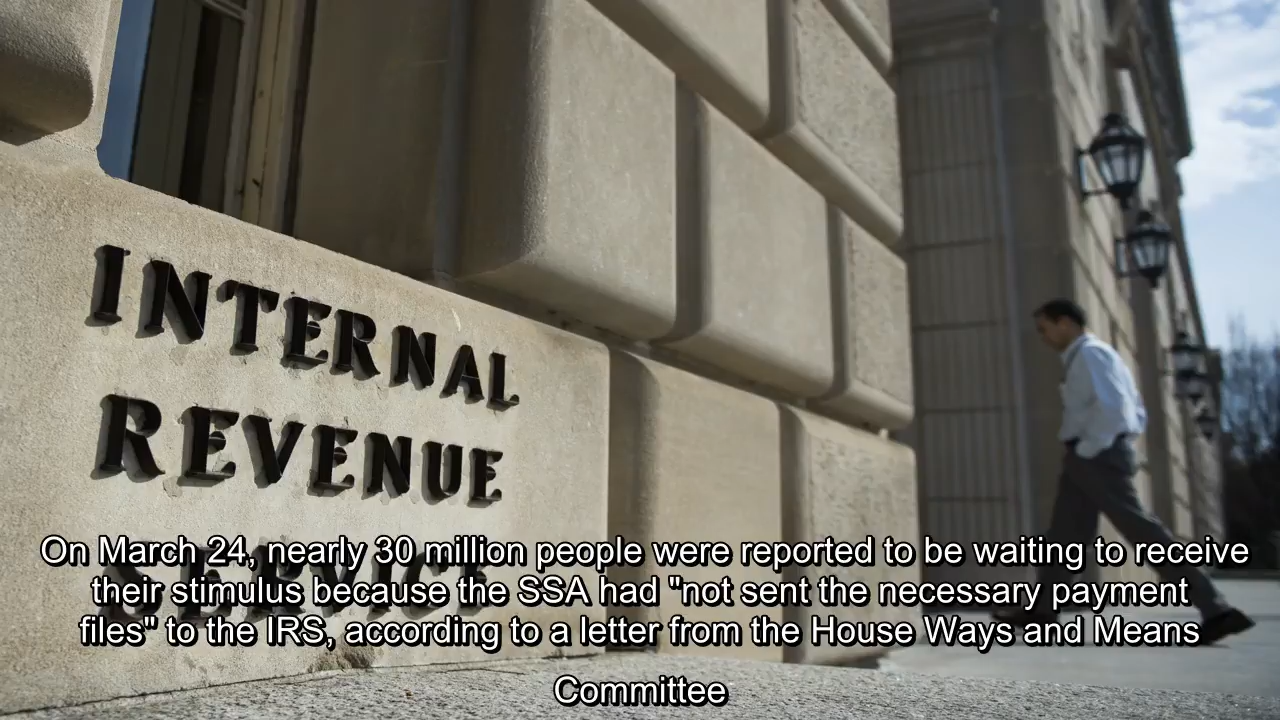 INTERNAL
REVENUE
SERVICE
On March 24, nearly 30 million people were reported to be waiting to receive
their stimulus because the SSA had "not sent the necessary payment
files" to the IRS, according to a letter from the House Ways and Means
Committee